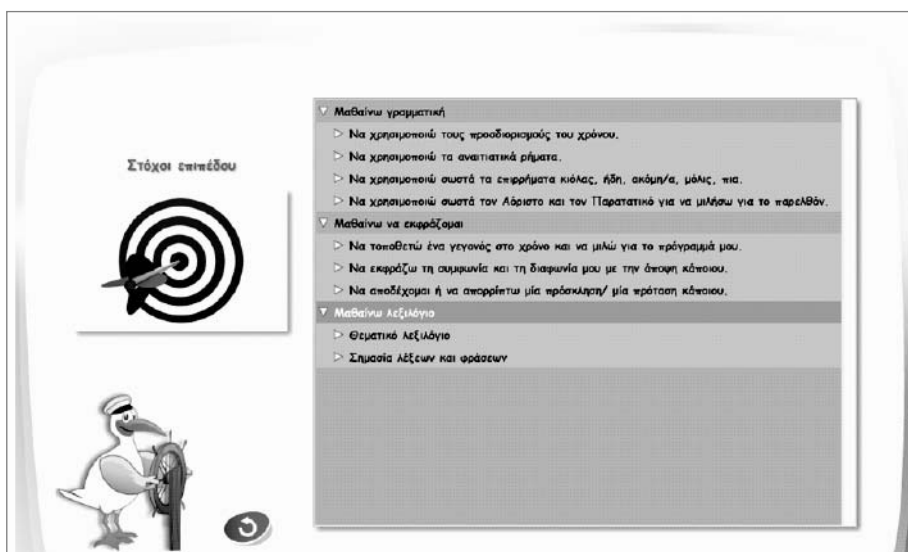 Στόχοι επιπέδου
Μαθαίνω γραμματική
Να χρησιμοποιώ τους προσδιορισμούς του χρόνου.
Να χρησιμοποιώ τα αναιτιατικά ρήματα.
Να χρησιμοποιώ σωστά τα επιρρήματα κιόλας, ήδη, ακόμη/α, μόλις, πια.
Να χρησιμοποιώ σωστά τον Αόριστο και τον Παρατατικό για να μιλήσω για το παρελθόν.
Μαθαίνω να εκφράζομαι
Να τοποθετώ ένα γεγονός στο χρόνο και να μιλώ για το πρόγραμμά μου.
Να εκφράζω τη συμφωνία και τη διαφωνία μου με την άποψη κάποιου.
Να αποδέχομαι ή να απορρίπτω μία πρόσκληση/ μία πρόταση κάποιου.
Μαθαίνω λεξιλόγιο
Θεματικό λεξιλόγιο
Σημασία λέξεων και φράσεων